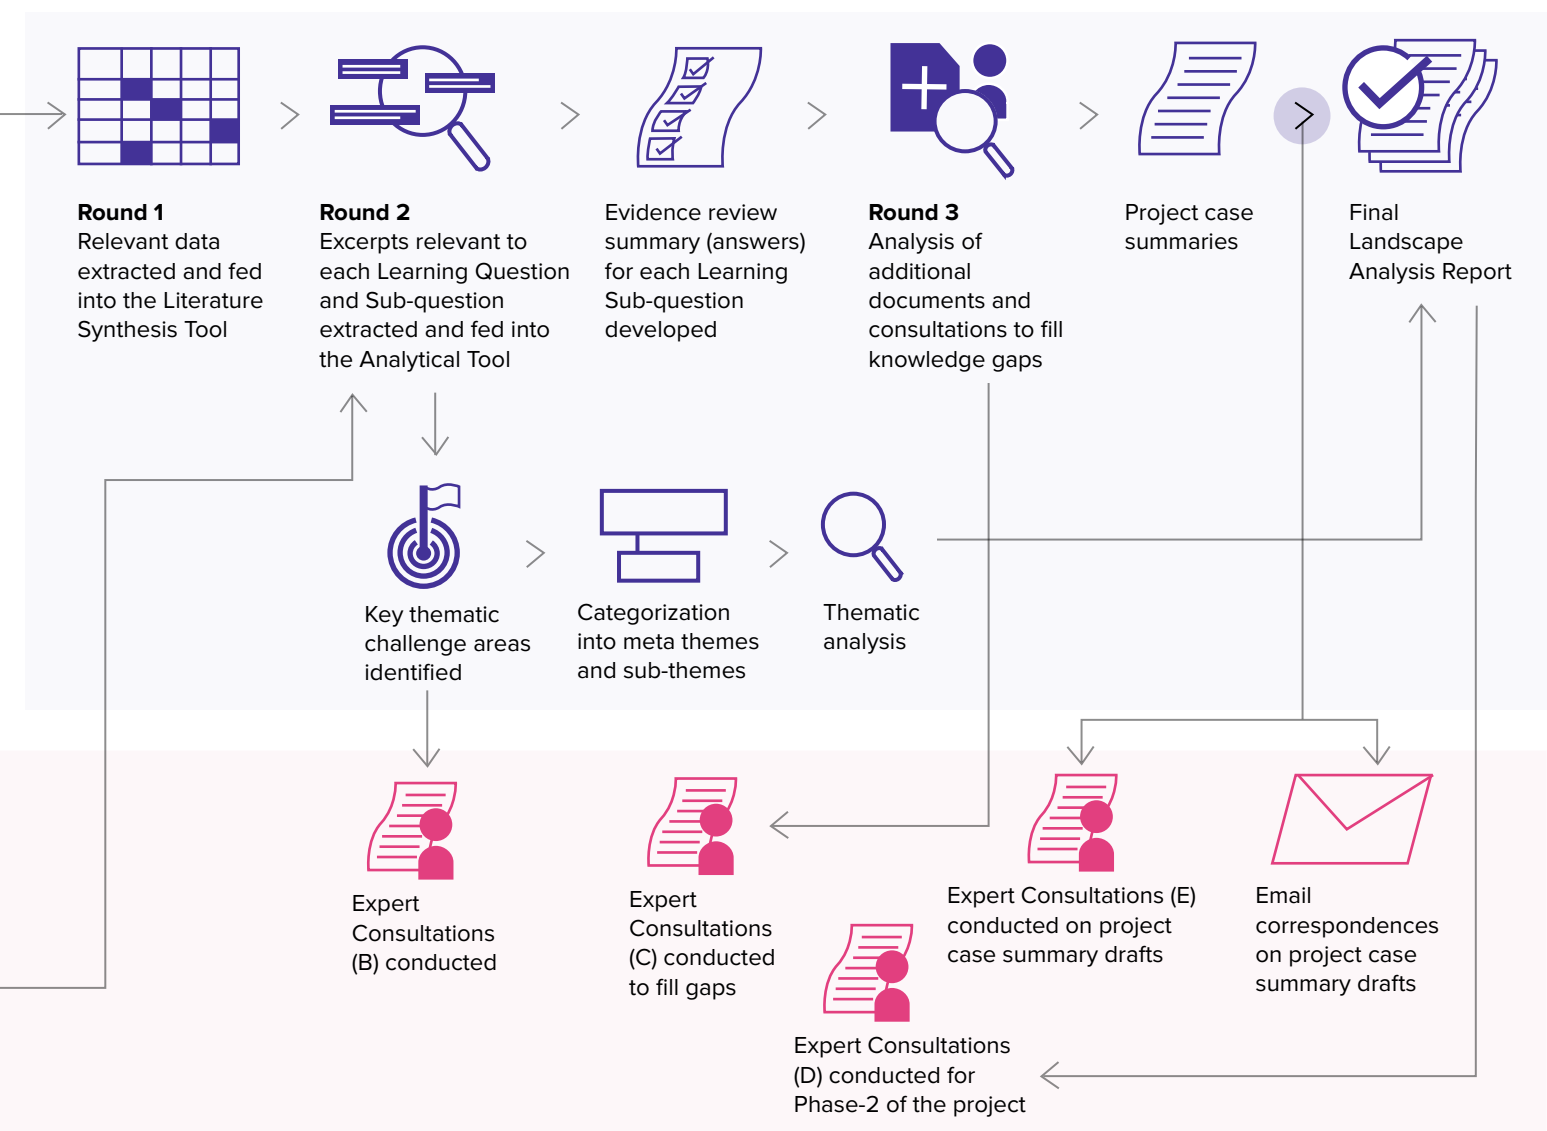 Round 1
Relevant data
extracted and fed
into the Literature
Synthesis Tool
Round 2
Excerpts relevant to
each Learning Question
and Sub-question
extracted and fed into
the Analytical Tool
Evidence review
summary (answers)
for each Learning
Sub-question
developed
Round 3
Analysis of
additional
documents and
consultations to fill
knowledge gaps
Project case
summaries
Final
Landscape
Analysis Report
Key thematic
challenge areas
identified
Categorization
into meta themes
and sub-themes
Thematic
analysis
Expert
Consultations
(B) conducted
Expert
Consultations
(C) conducted
to fill gaps
Expert Consultations
(D) conducted for
Phase-2 of the project
Expert Consultations (E)
conducted on project
case summary drafts
Email
correspondences
on project case
summary drafts